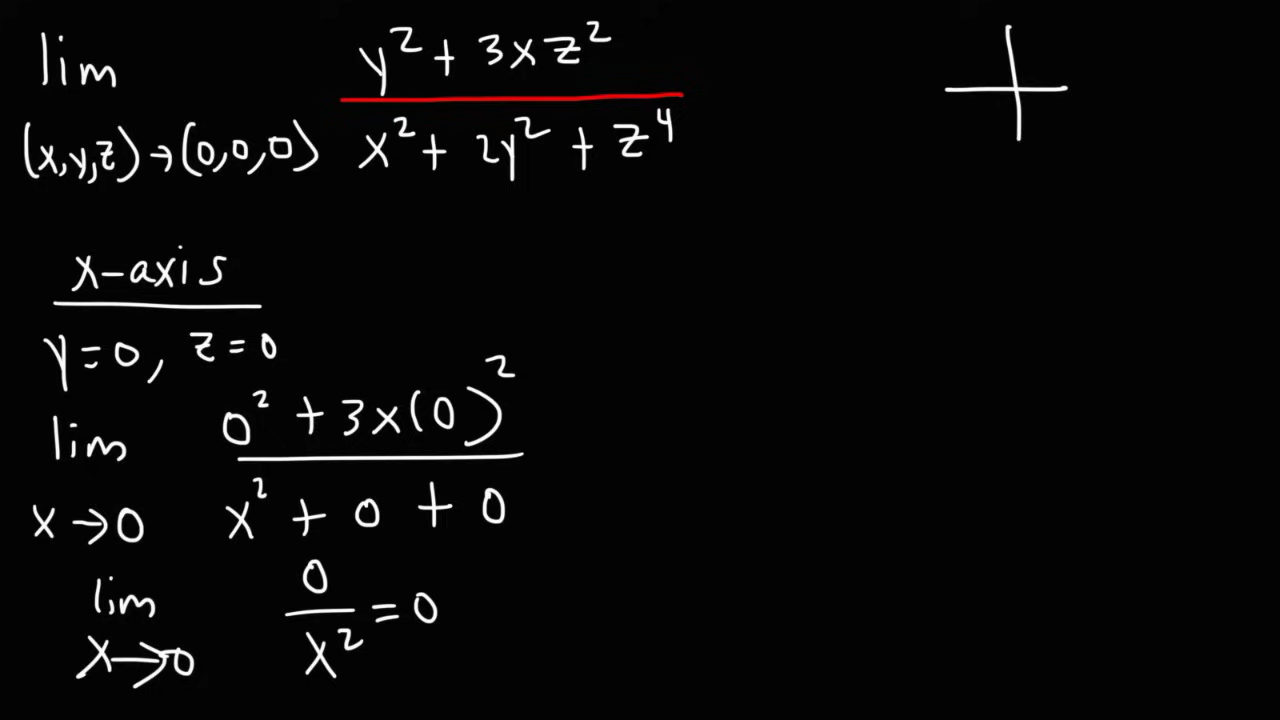 lim y² + 3xz²
(x,y,z)→(0,0,0) x² + 2y² + z⁴
x-axis
y=0, z=0
lim 0² + 3x(0)²
x→0 x² + 0 + 0
lim 0
x→0 x² = 0